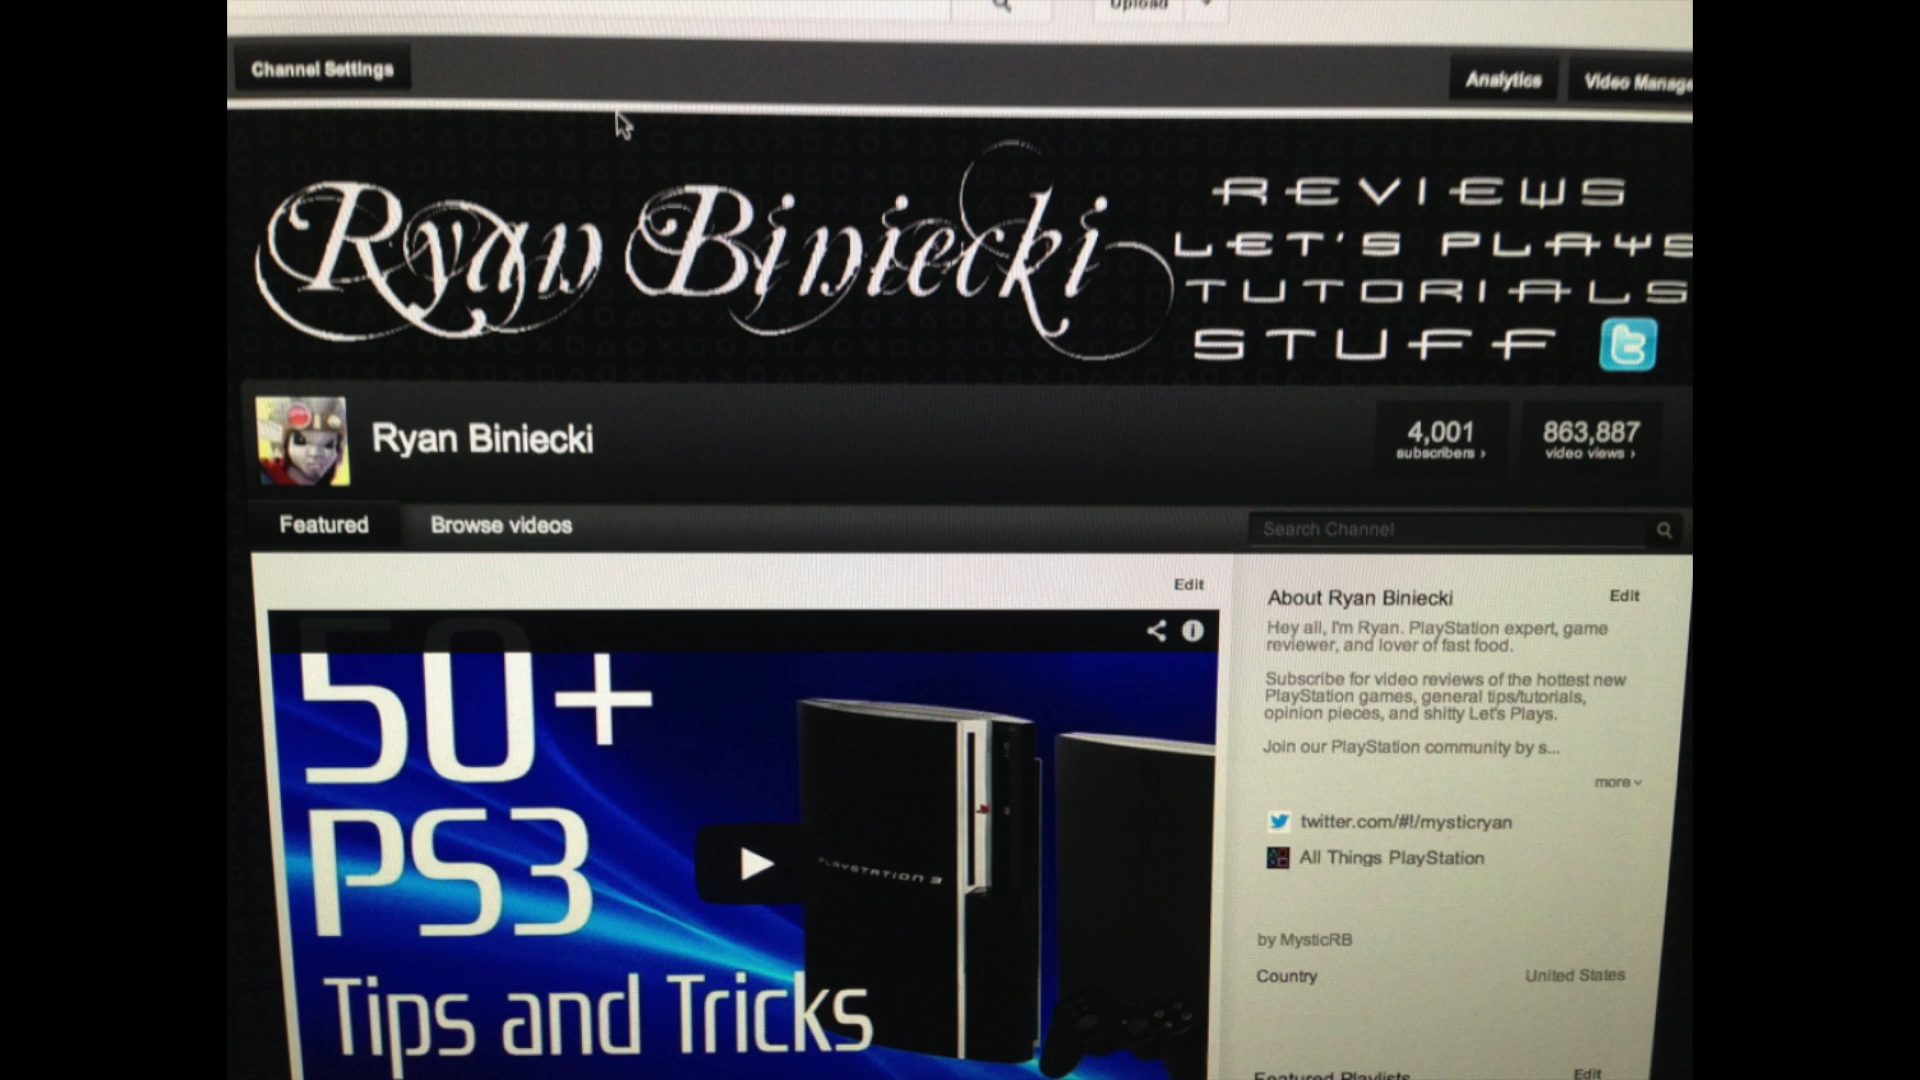 Upload
Channel Settings
Analytics
Video Manage
Ryan Biniecki
REVIEWS
LET'S PLAYS
TUTORIALS
STUFF
Ryan Biniecki
4,001
subscribers ›
863,887
video views ›
Featured
Browse videos
Search Channel
Edit
50+
PS3
Tips and Tricks
PLAYSTATION 3
About Ryan Biniecki
Edit
Hey all, I'm Ryan. PlayStation expert, game
reviewer, and lover of fast food.
Subscribe for video reviews of the hottest new
PlayStation games, general tips/tutorials,
opinion pieces, and shitty Let's Plays.
Join our PlayStation community by s...
more
twitter.com/#!/mysticryan
All Things PlayStation
by MysticRB
Country
United States
Featured Playlists
Edit